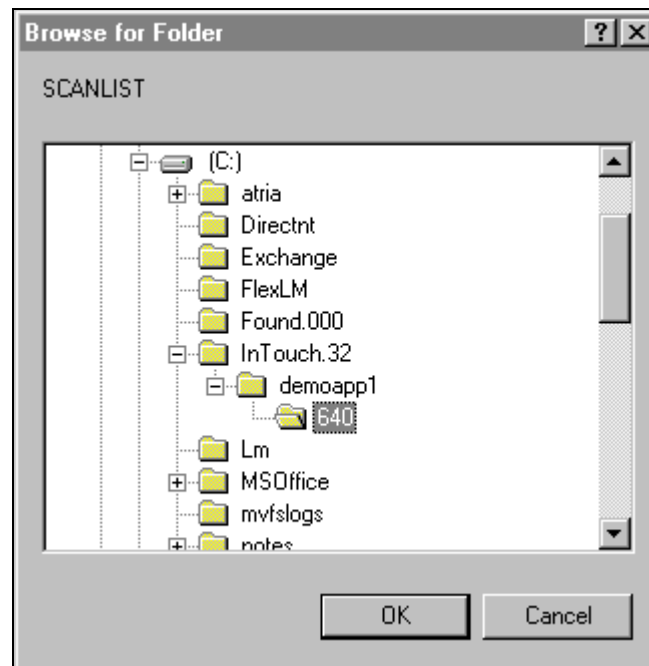 Browse for Folder
SCANLIST
(C:)
atria
Directnt
Exchange
FlexLM
Found.000
InTouch.32
demoapp1
640
Lm
MSOffice
mvfslogs
notes
OK Cancel